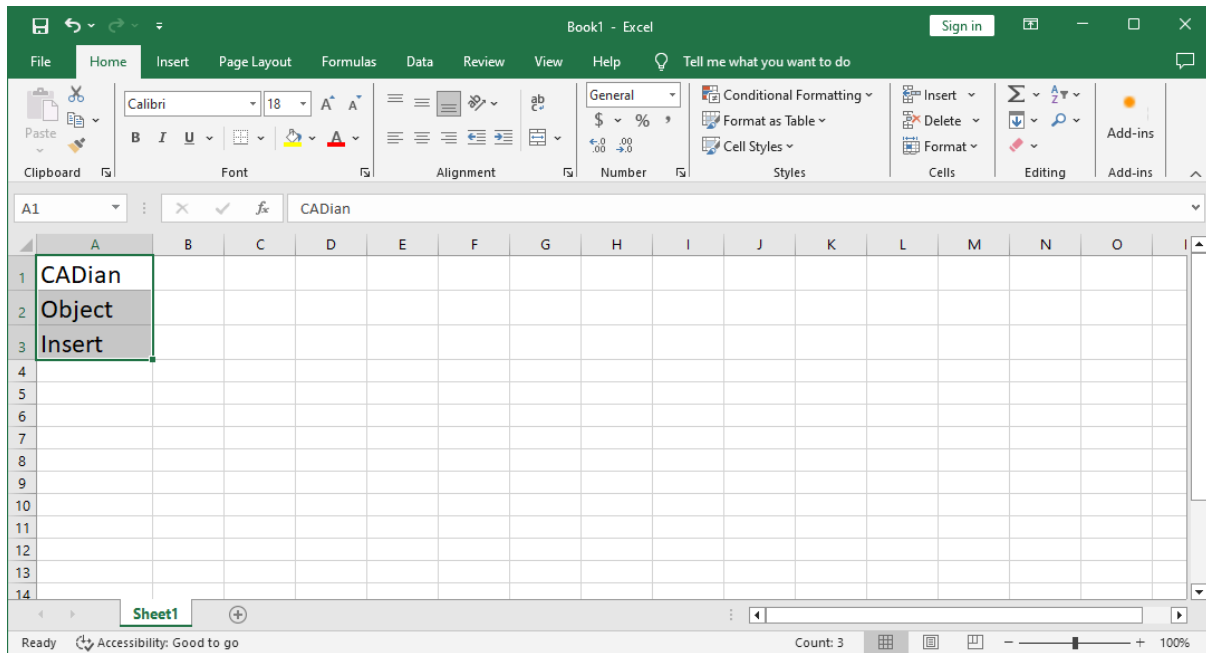 Book1 - Excel
Sign in
File Home Insert Page Layout Formulas Data Review View Help Tell me what you want to do
Paste
Clipboard
Calibri 18
B I U A
Font
ab
Alignment
General
$ % ,
Number
Conditional Formatting
Format as Table
Cell Styles
Styles
Insert
Delete
Format
Cells
Editing
Add-ins
Add-ins
A1 fx CADian
A B C D E F G H I J K L M N O
1 CADian
2 Object
3 Insert
4
5
6
7
8
9
10
11
12
13
14
Sheet1
Ready Accessibility: Good to go Count: 3 100%